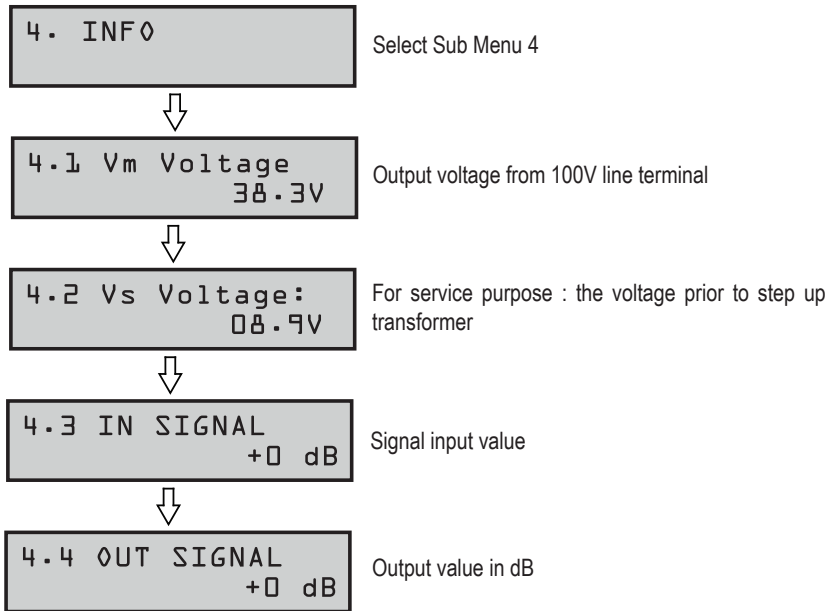 4. INFO
Select Sub Menu 4
4.1 Vm Voltage
38.3V
Output voltage from 100V line terminal
4.2 Vs Voltage:
08.9V
For service purpose : the voltage prior to step up
transformer
4.3 IN SIGNAL
+0 dB
Signal input value
4.4 OUT SIGNAL
+0 dB
Output value in dB